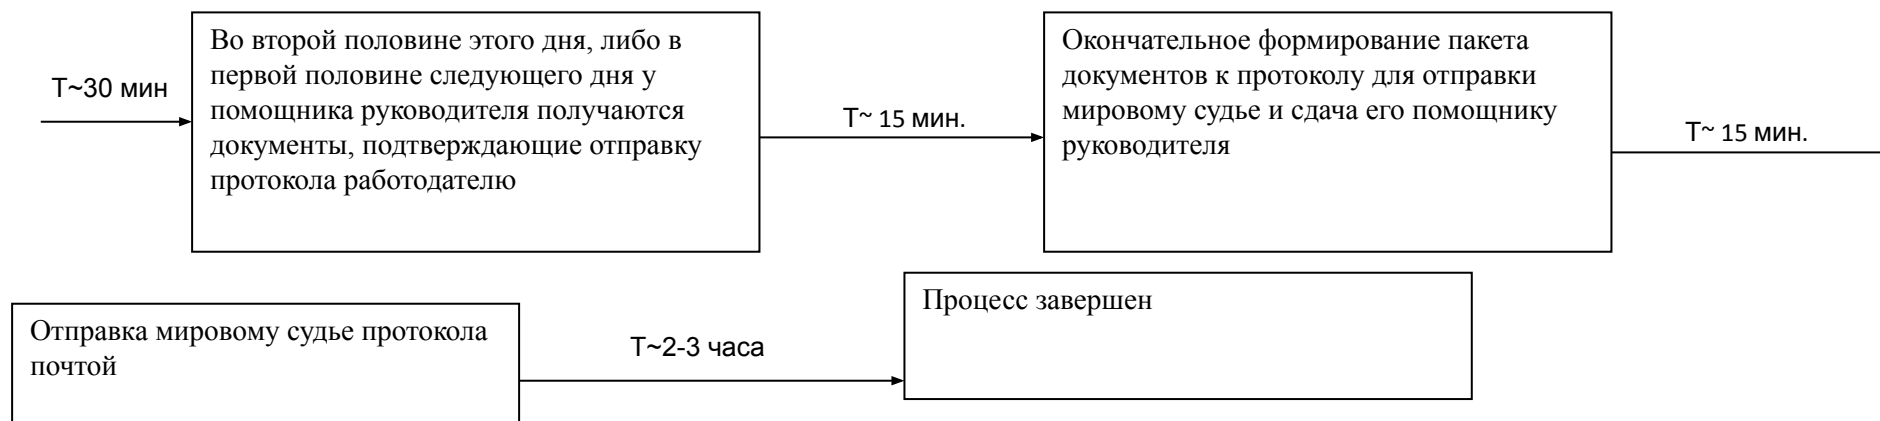 Т~30 мин
Во второй половине этого дня, либо в
первой половине следующего дня у
помощника руководителя получаются
документы, подтверждающие отправку
протокола работодателю
Т~ 15 мин.
Окончательное формирование пакета
документов к протоколу для отправки
мировому судье и сдача его помощнику
руководителя
Т~ 15 мин.
Отправка мировому судье протокола
почтой
Т~2-3 часа
Процесс завершен